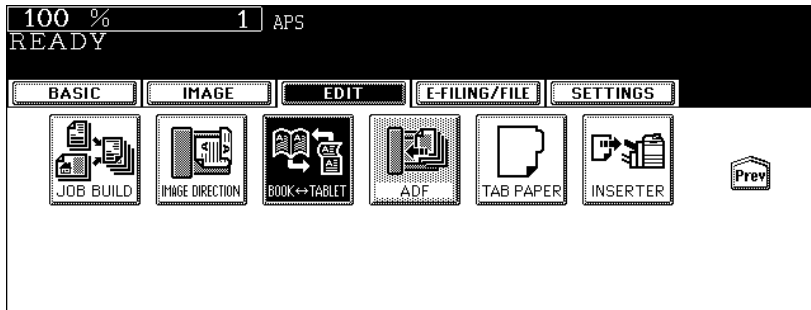 100 % 1 APS
READY
BASIC IMAGE EDIT E-FILING/FILE SETTINGS
JOB BUILD IMAGE DIRECTION BOOK↔TABLET ADF TAB PAPER INSERTER Prev